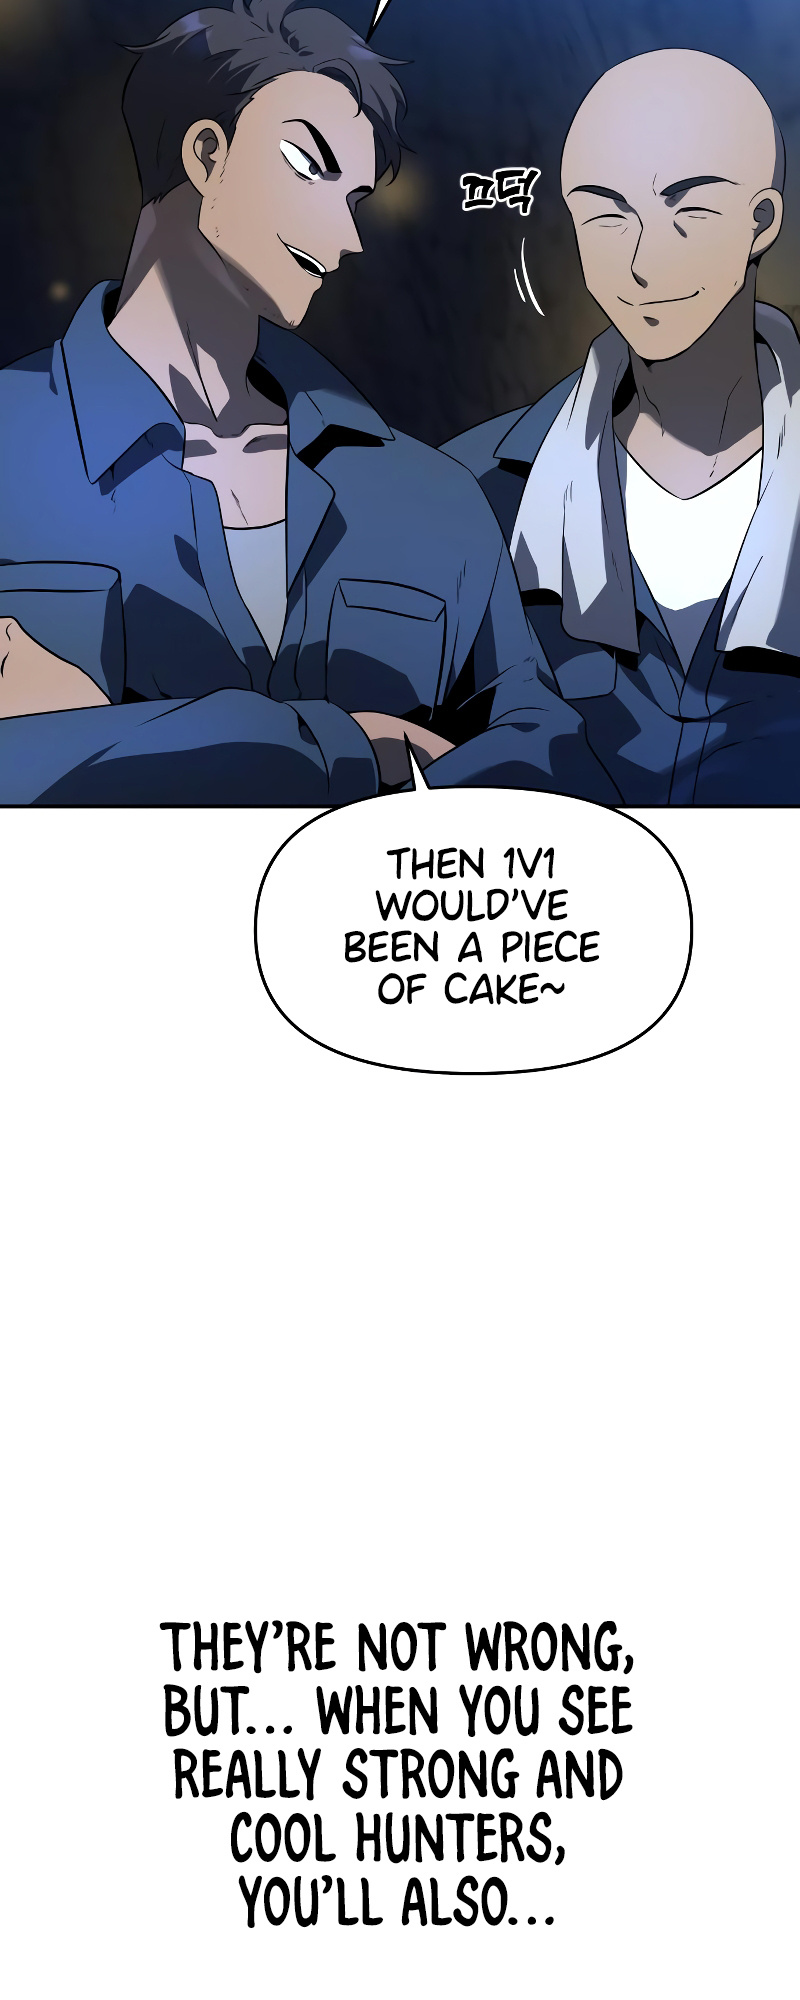 끄덕
THEN 1V1
WOULD'VE
BEEN A PIECE
OF CAKE~
THEY'RE NOT WRONG,
BUT... WHEN YOU SEE
REALLY STRONG AND
COOL HUNTERS,
YOU'LL ALSO...